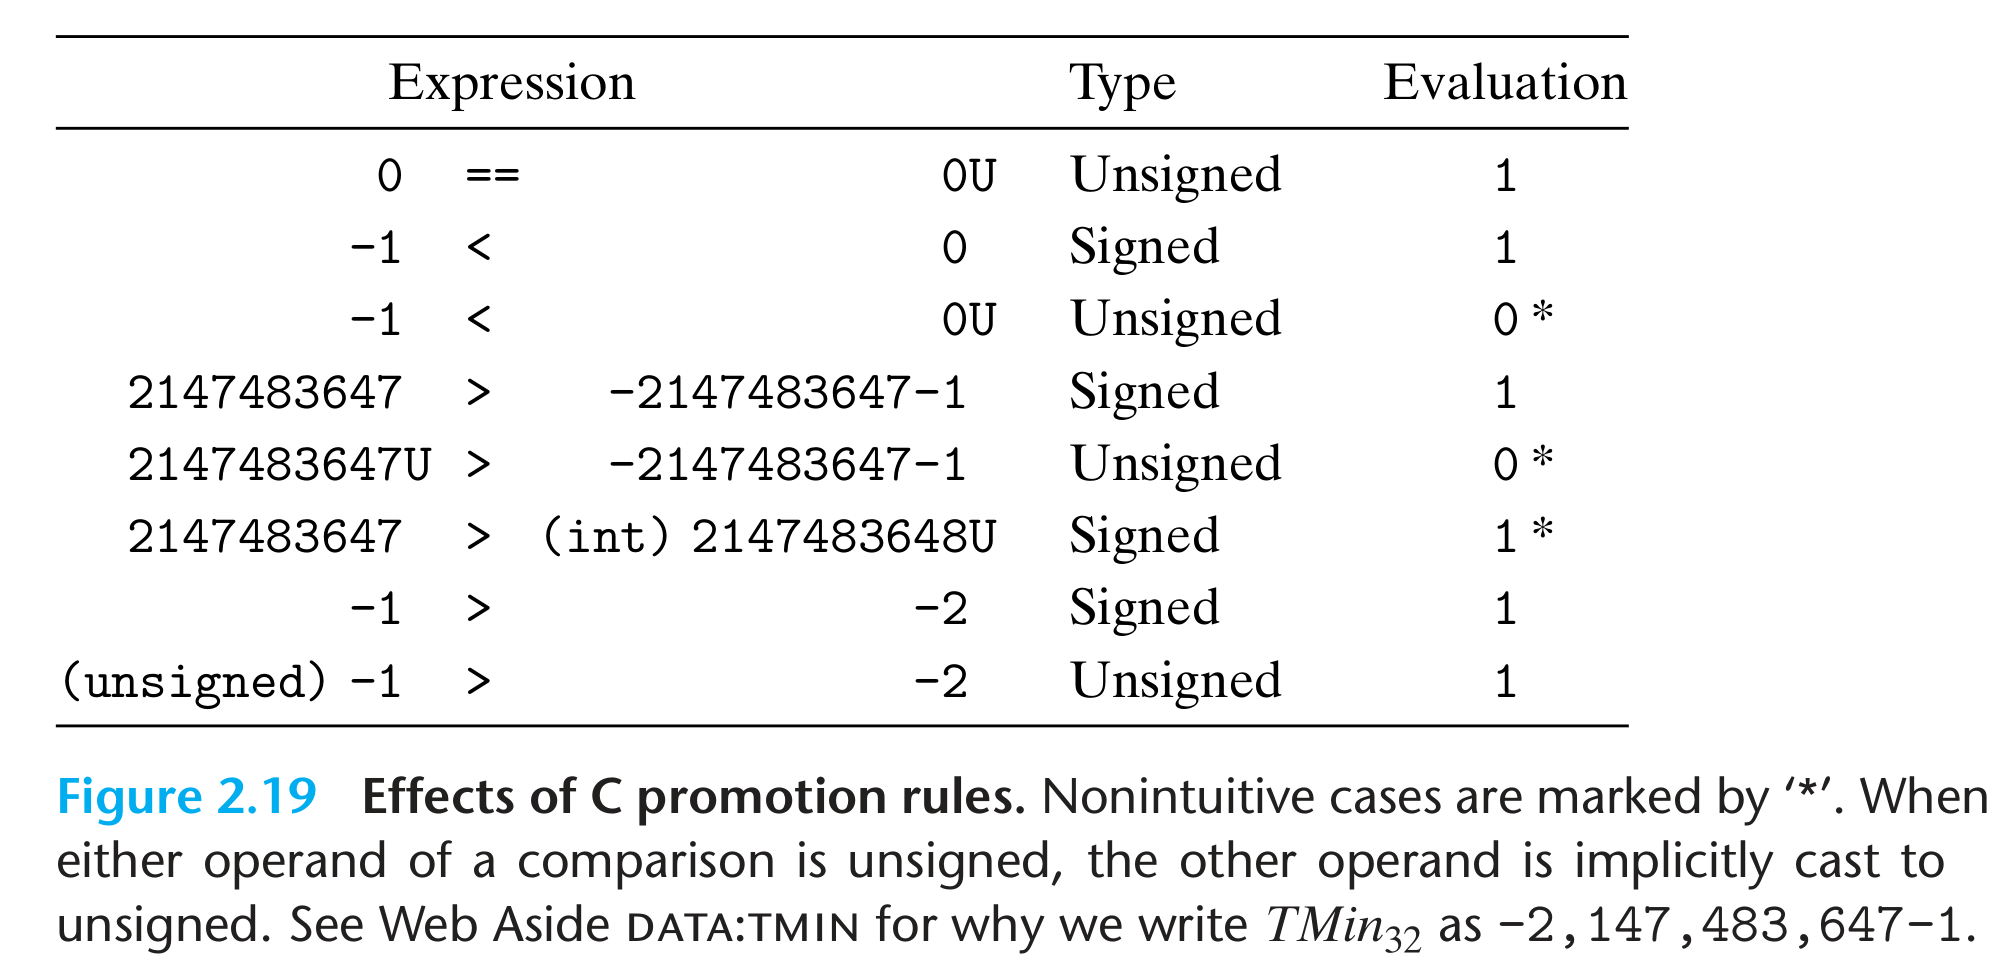 Expression Type Evaluation
0 == 0U Unsigned 1
-1 < 0 Signed 1
-1 < 0U Unsigned 0 *
2147483647 > -2147483647-1 Signed 1
2147483647U > -2147483647-1 Unsigned 0 *
2147483647 > (int) 2147483648U Signed 1 *
-1 > -2 Signed 1
(unsigned) -1 > -2 Unsigned 1
Figure 2.19 Effects of C promotion rules. Nonintuitive cases are marked by ‘*’. When
either operand of a comparison is unsigned, the other operand is implicitly cast to
unsigned. See Web Aside DATA:TMIN for why we write TMin32 as -2,147,483,647-1.